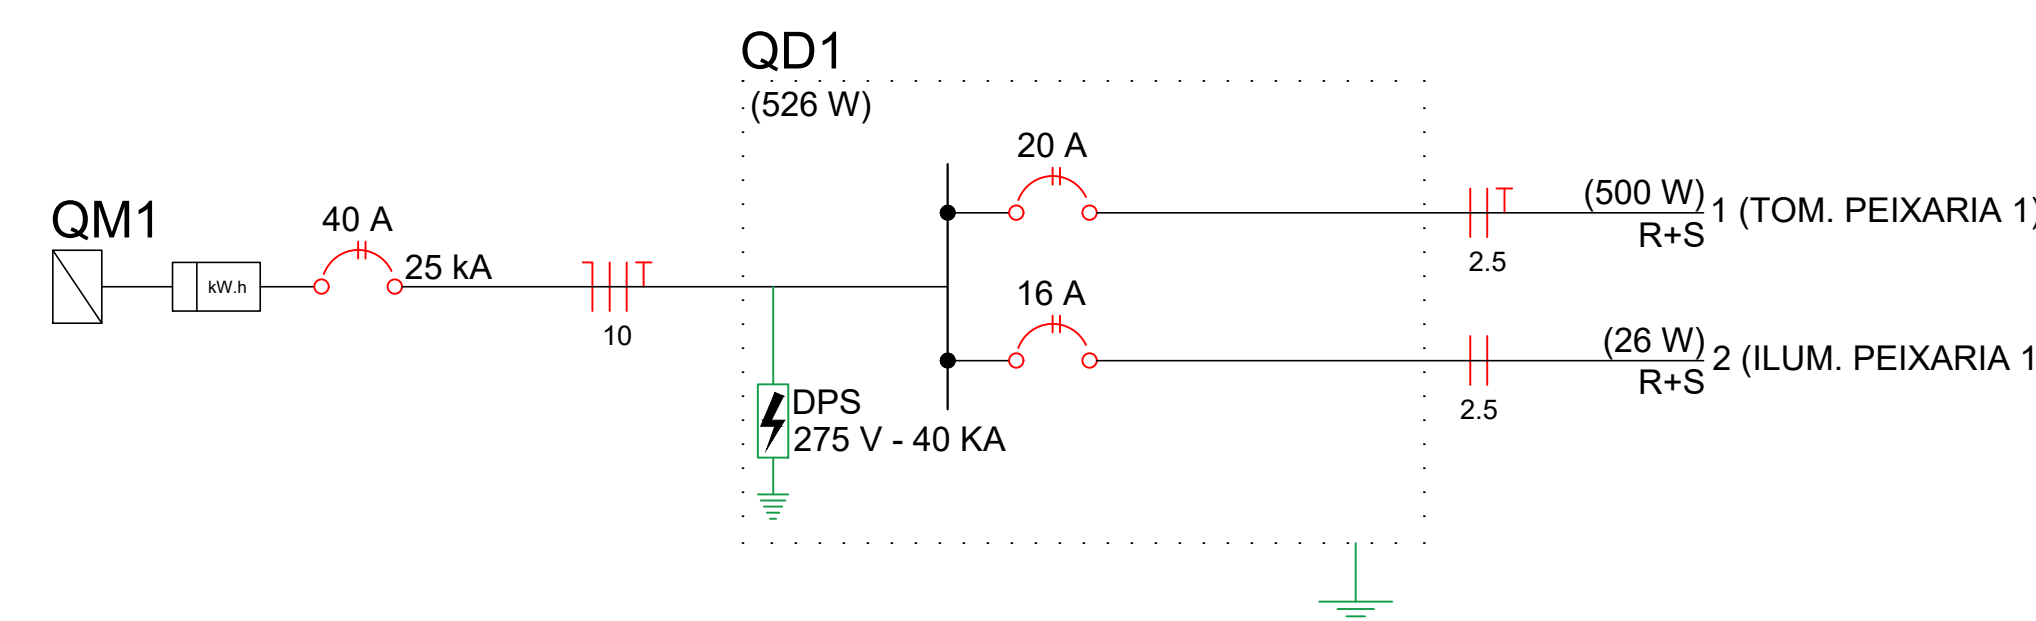 QD1
(526 W)
20 A
(500 W)
1 (TOM. PEIXARIA 1)
R+S
2.5
QM1
40 A
25 kA
kW.h
10
16 A
(26 W)
2 (ILUM. PEIXARIA 1
R+S
2.5
DPS
275 V - 40 KA